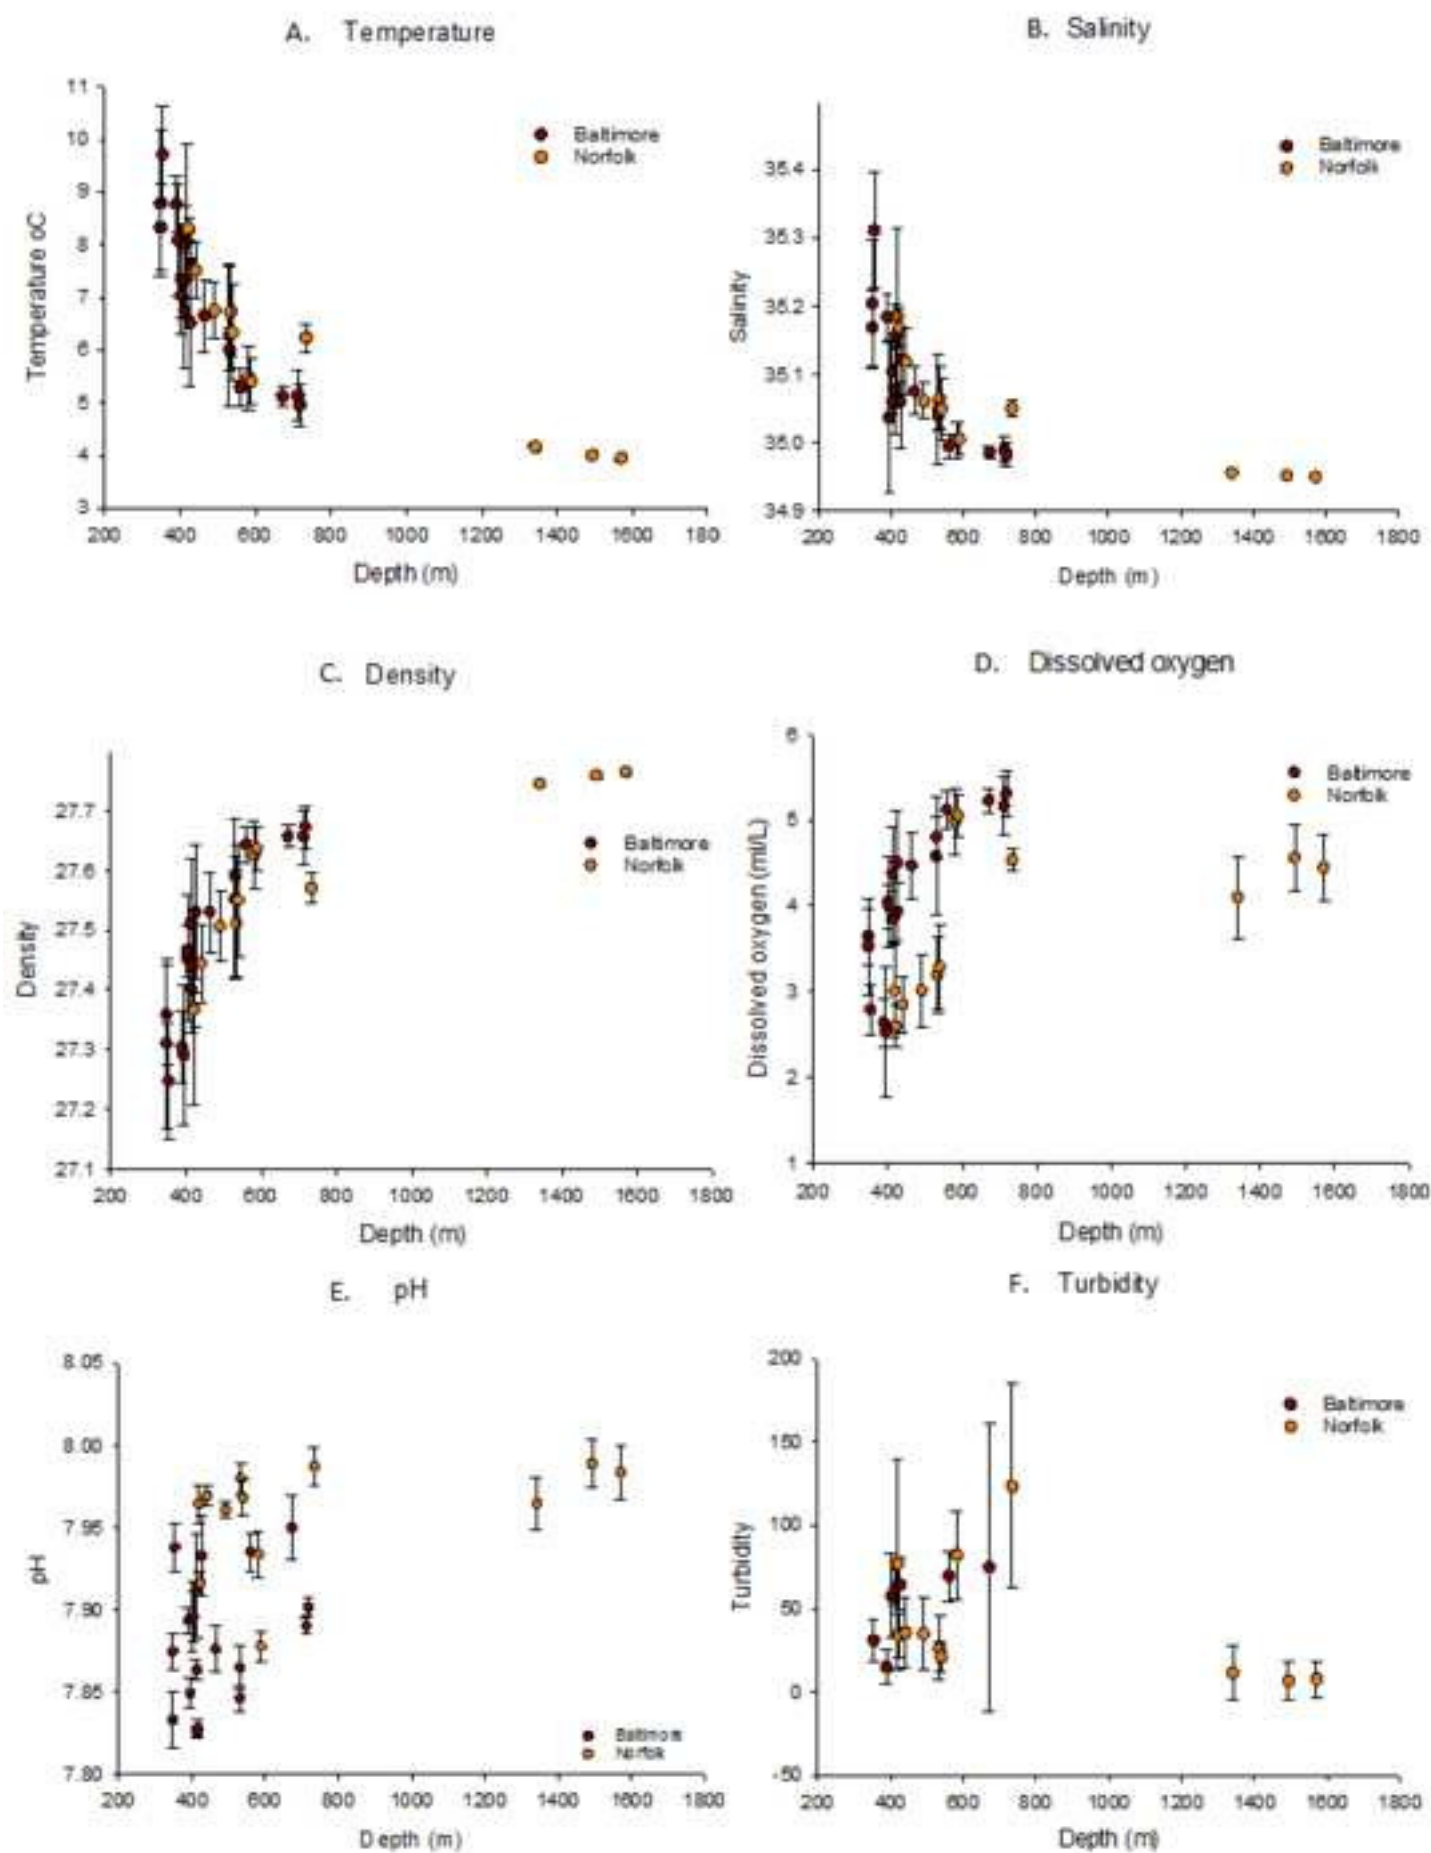 A. Temperature
B. Salinity
11
10
9
8
7
6
5
4
3
Temperature oC
Baltimore
Norfolk
200 400 600 800 1000 1200 1400 1600 180
Depth (m)
35.4
35.3
35.2
35.1
35.0
34.9
Salinity
Baltimore
Norfolk
200 400 600 800 1000 1200 1400 1600 1800
Depth (m)
C. Density
D. Dissolved oxygen
27.7
27.6
27.5
27.4
27.3
27.2
27.1
Density
Baltimore
Norfolk
200 400 600 800 1000 1200 1400 1600 1800
Depth (m)
6
5
4
3
2
1
Dissolved oxygen (ml/L)
Baltimore
Norfolk
200 400 600 800 1000 1200 1400 1600 1800
Depth (m)
E. pH
F. Turbidity
8.05
8.00
7.95
7.90
7.85
7.80
pH
Baltimore
Norfolk
200 400 600 800 1000 1200 1400 1600 1800
Depth (m)
200
150
100
50
0
-50
Turbidity
Baltimore
Norfolk
200 400 600 800 1000 1200 1400 1600 1800
Depth (m)